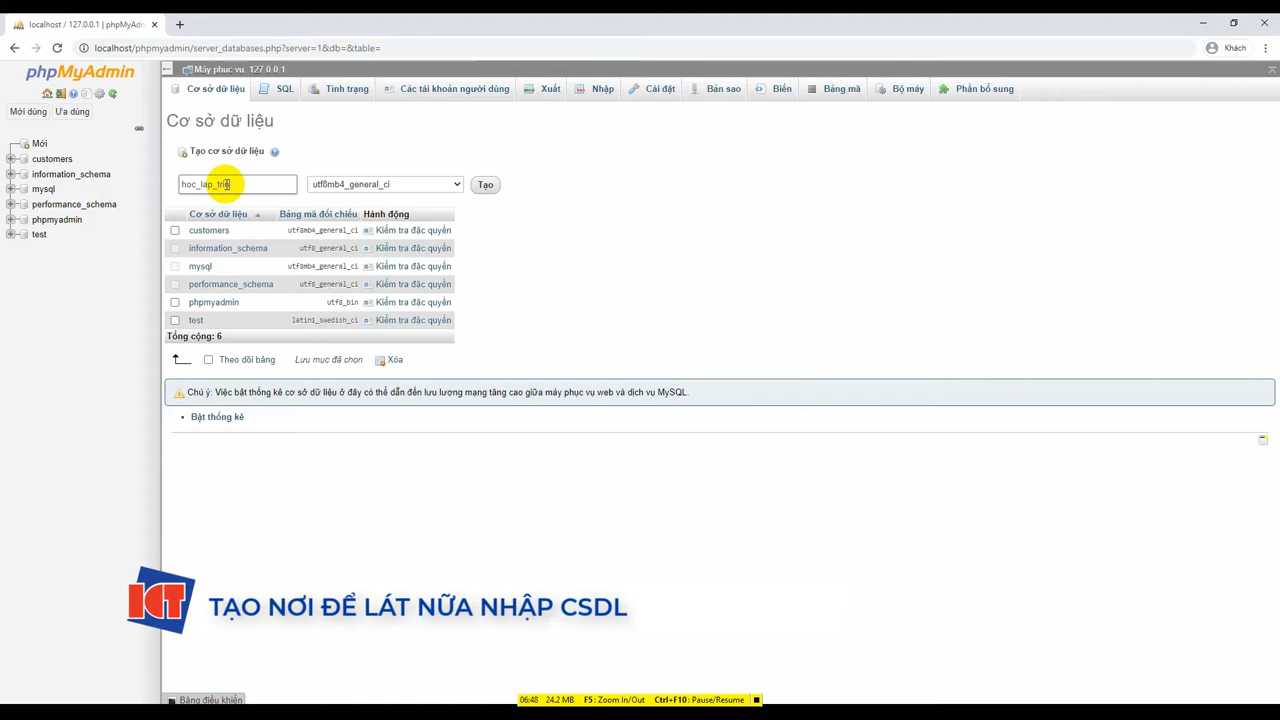 localhost / 127.0.0.1 | phpMyAdn
localhost/phpmyadmin/server_databases.php?server=1&db=&table=
Khách
phpMyAdmin
Mới dùng Ưa dùng
Mới
customers
information_schema
mysql
performance_schema
phpmyadmin
test
Máy phục vụ: 127.0.0.1
Cơ sở dữ liệu SQL Tình trạng Các tài khoản người dùng Xuất Nhập Cài đặt Bản sao Biến Bảng mã Bộ máy Phần bổ sung
Cơ sở dữ liệu
Tạo cơ sở dữ liệu
utf8mb4_general_ci Tạo
Cơ sở dữ liệu Bảng mã đối chiếu Hành động
customers utf8mb4_general_ci Kiểm tra đặc quyền
information_schema utf8_general_ci Kiểm tra đặc quyền
mysql utf8mb4_general_ci Kiểm tra đặc quyền
performance_schema utf8_general_ci Kiểm tra đặc quyền
phpmyadmin utf8_bin Kiểm tra đặc quyền
test latin1_swedish_ci Kiểm tra đặc quyền
Tổng cộng: 6
Theo dõi bảng Lưu mục đã chọn Xóa
Chú ý: Việc bật thống kê cơ sở dữ liệu ở đây có thể dẫn đến lưu lượng mạng tăng cao giữa máy phục vụ web và dịch vụ MySQL.
Bật thống kê
ICT
TẠO NƠI ĐỂ LÁT NỮA NHẬP CSDL
Bảng điều khiển
06:48 24.2 MB F5: Zoom In/Out Ctrl+F10: Pause/Resume